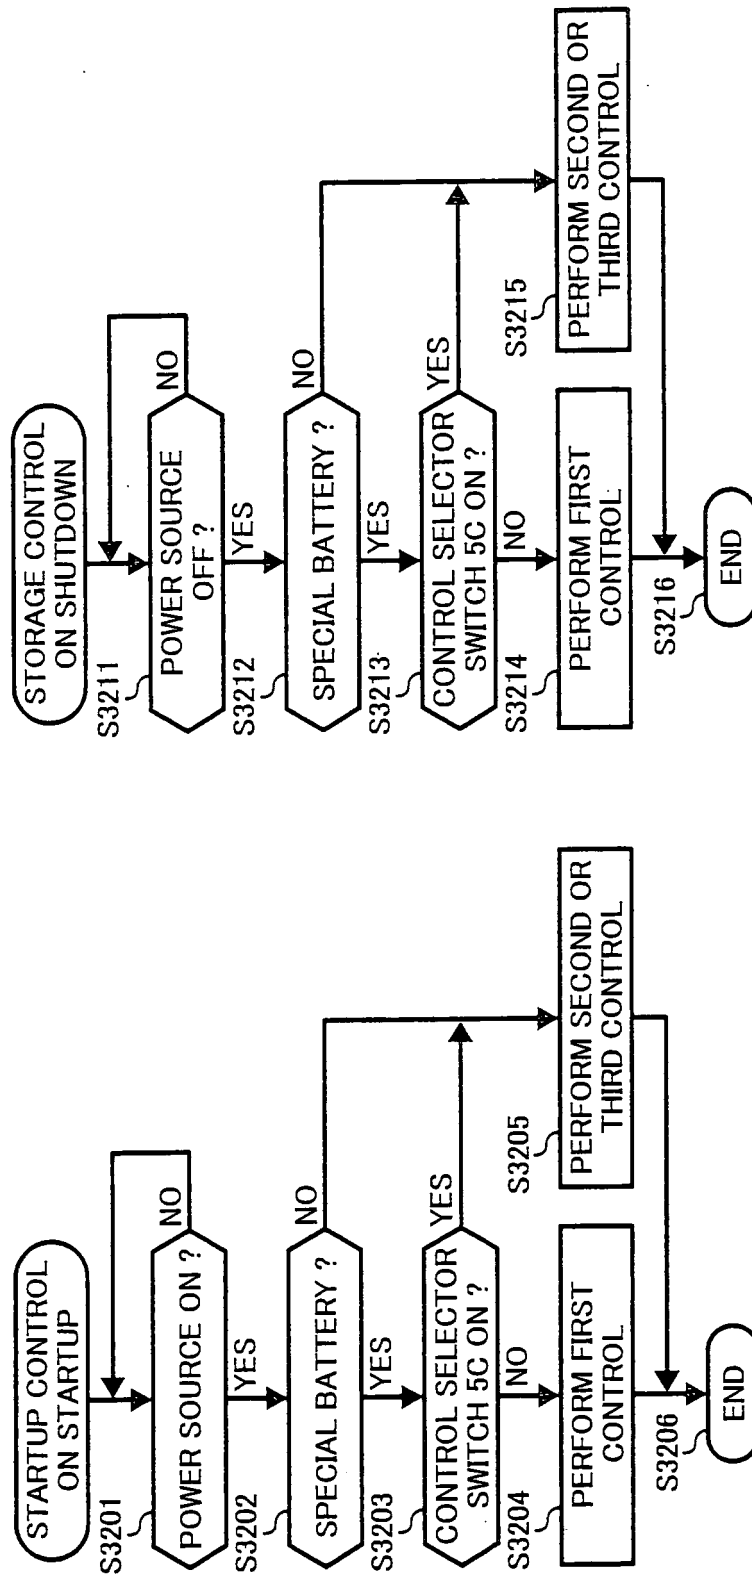 STARTUP CONTROL
ON STARTUP
S3201
POWER SOURCE ON ?
NO
YES
S3202
SPECIAL BATTERY ?
NO
YES
S3203
CONTROL SELECTOR
SWITCH 5C ON ?
YES
NO
S3204
PERFORM FIRST
CONTROL
S3205
PERFORM SECOND OR
THIRD CONTROL
S3206
END
STORAGE CONTROL
ON SHUTDOWN
S3211
POWER SOURCE
OFF ?
NO
YES
S3212
SPECIAL BATTERY ?
NO
YES
S3213
CONTROL SELECTOR
SWITCH 5C ON ?
YES
NO
S3214
PERFORM FIRST
CONTROL
S3215
PERFORM SECOND OR
THIRD CONTROL
S3216
END